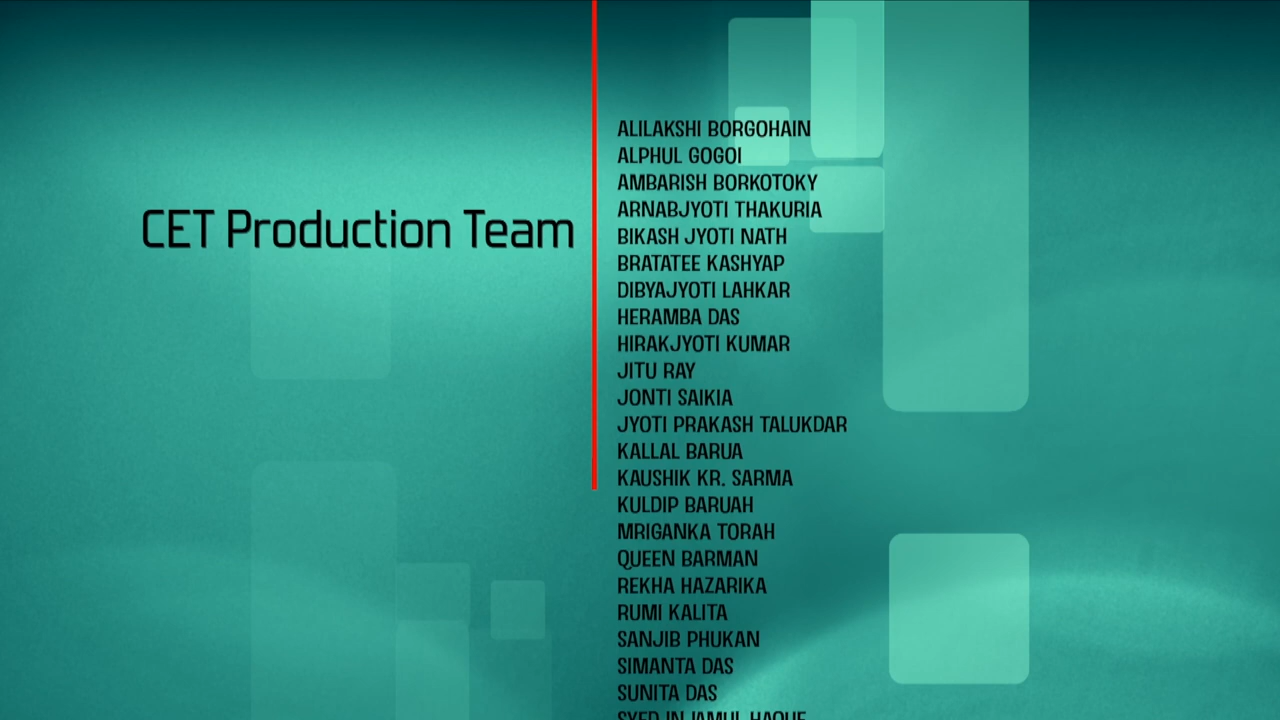 CET Production Team
ALILAKSHI BORGOHAIN
ALPHUL GOGOI
AMBARISH BORKOTOKY
ARNABJYOTI THAKURIA
BIKASH JYOTI NATH
BRATATEE KASHYAP
DIBYAJYOTI LAHKAR
HERAMBA DAS
HIRAKJYOTI KUMAR
JITU RAY
JONTI SAIKIA
JYOTI PRAKASH TALUKDAR
KALLAL BARUA
KAUSHIK KR. SARMA
KULDIP BARUAH
MRIGANKA TORAH
QUEEN BARMAN
REKHA HAZARIKA
RUMI KALITA
SANJIB PHUKAN
SIMANTA DAS
SUNITA DAS